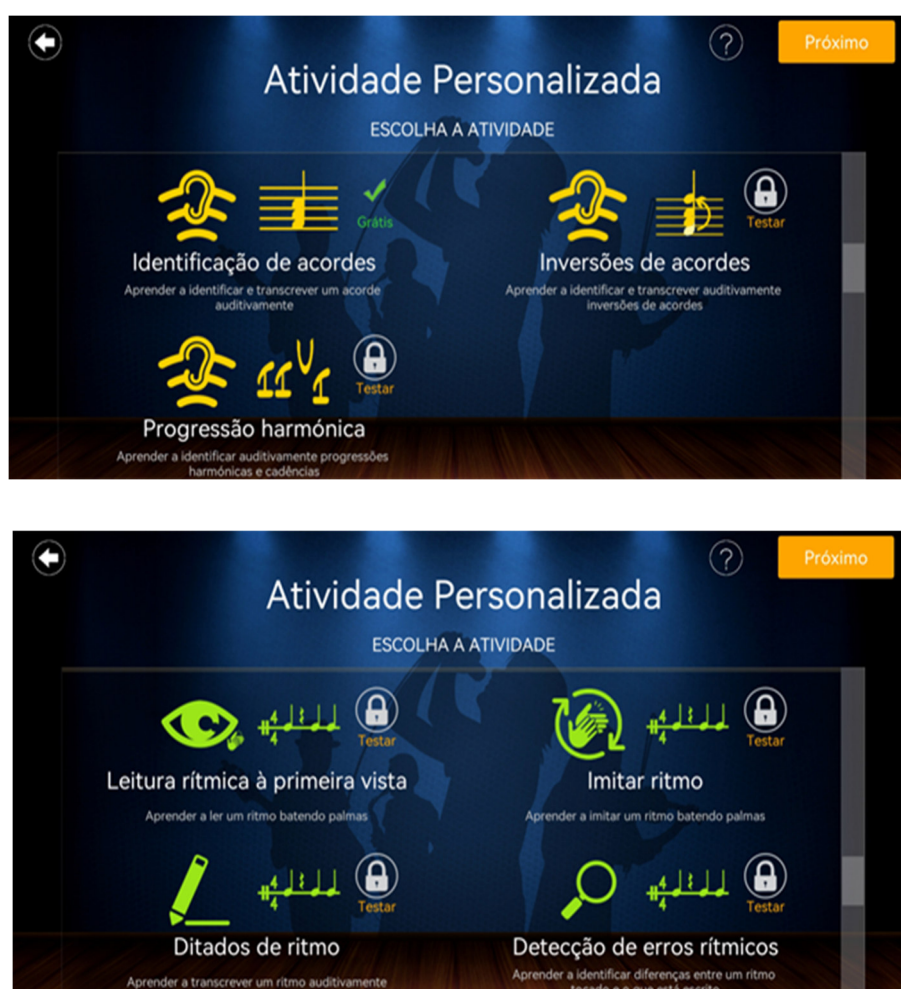 Próximo
Atividade Personalizada
ESCOLHA A ATIVIDADE
Grátis
Testar
Identificação de acordes
Inversões de acordes
Aprender a identificar e transcrever um acorde
auditivamente
Aprender a identificar e transcrever auditivamente
inversões de acordes
Testar
Progressão harmónica
Aprender a identificar auditivamente progressões
harmónicas e cadências
Próximo
Atividade Personalizada
ESCOLHA A ATIVIDADE
Testar
Testar
Leitura rítmica à primeira vista
Imitar ritmo
Aprender a ler um ritmo batendo palmas
Aprender a imitar um ritmo batendo palmas
Testar
Testar
Ditados de ritmo
Detecção de erros rítmicos
Aprender a transcrever um ritmo auditivamente
Aprender a identificar diferenças entre um ritmo